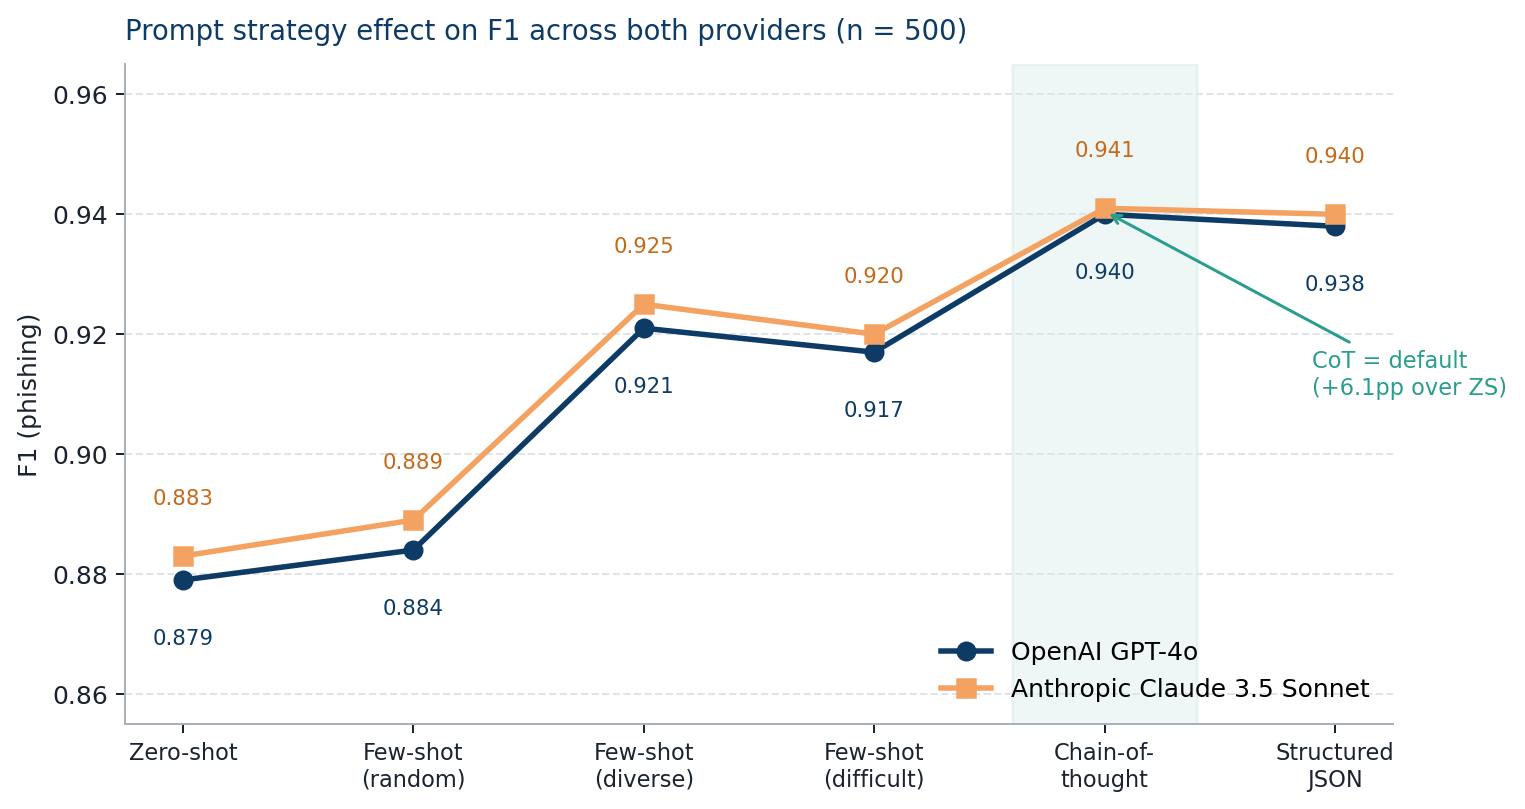 Prompt strategy effect on F1 across both providers (n = 500)
F1 (phishing)
0.96
0.94
0.92
0.90
0.88
0.86
0.883
0.889
0.925
0.920
0.941
0.940
0.879
0.884
0.921
0.917
0.940
0.938
CoT = default
(+6.1pp over ZS)
OpenAI GPT-4o
Anthropic Claude 3.5 Sonnet
Zero-shot
Few-shot
(random)
Few-shot
(diverse)
Few-shot
(difficult)
Chain-of-
thought
Structured
JSON